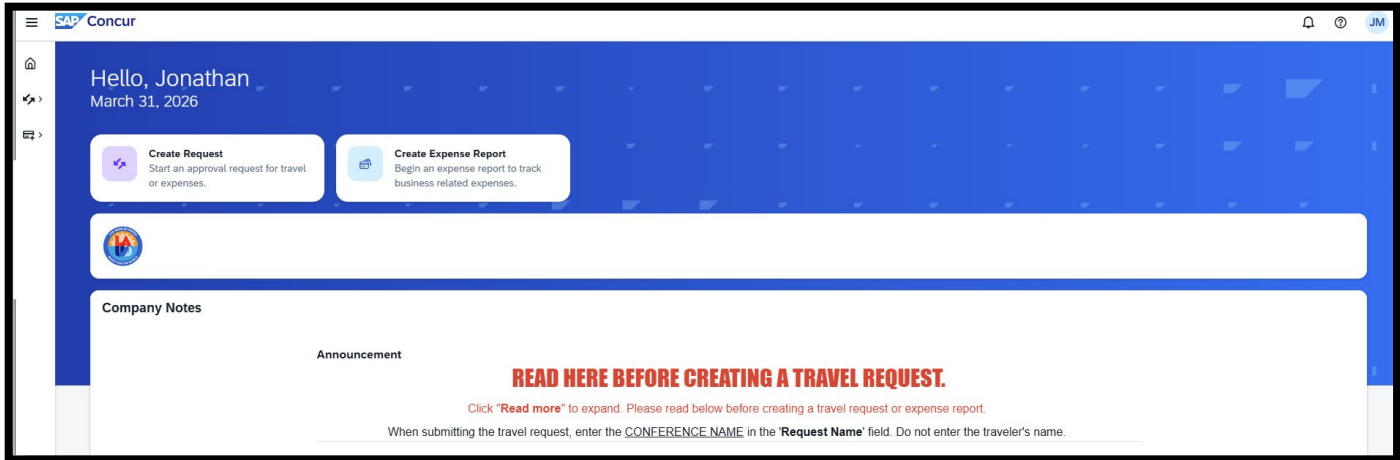 SAP Concur
JM
Hello, Jonathan
March 31, 2026
Create Request
Start an approval request for travel
or expenses.
Create Expense Report
Begin an expense report to track
business related expenses.
Company Notes
Announcement
READ HERE BEFORE CREATING A TRAVEL REQUEST.
Click "Read more" to expand. Please read below before creating a travel request or expense report.
When submitting the travel request, enter the CONFERENCE NAME in the 'Request Name' field. Do not enter the traveler's name.